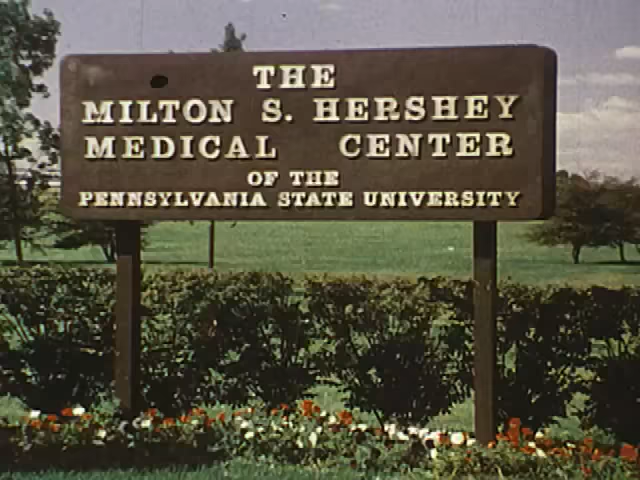 THE
MILTON S. HERSHEY
MEDICAL CENTER
OF THE
PENNSYLVANIA STATE UNIVERSITY